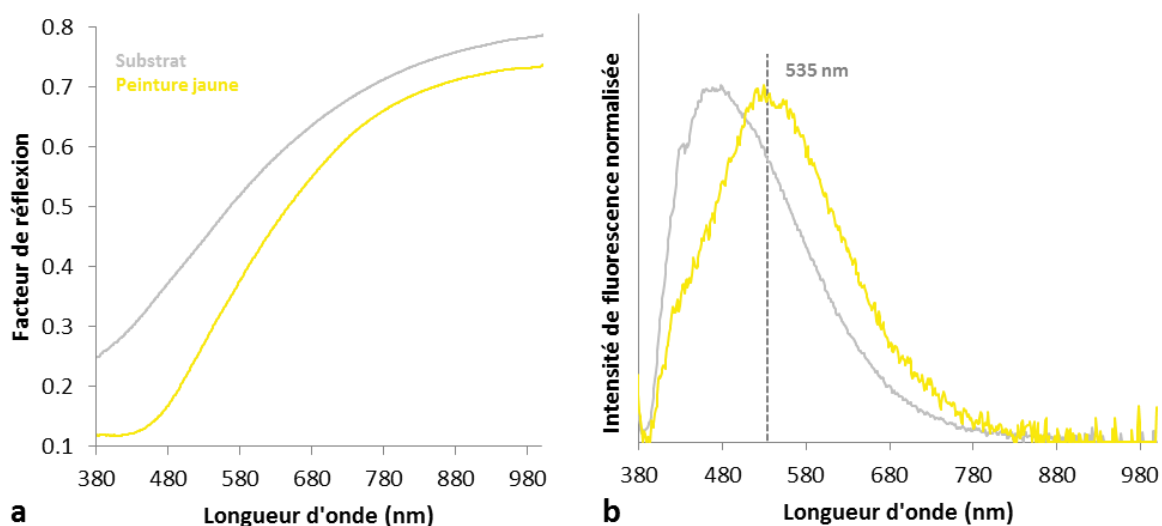 0.8
0.7
0.6
0.5
0.4
0.3
0.2
0.1
Facteur de réflexion
Substrat
Peinture jaune
380 480 580 680 780 880 980
Longueur d'onde (nm)
a
Intensité de fluorescence normalisée
535 nm
380 480 580 680 780 880 980
Longueur d'onde (nm)
b